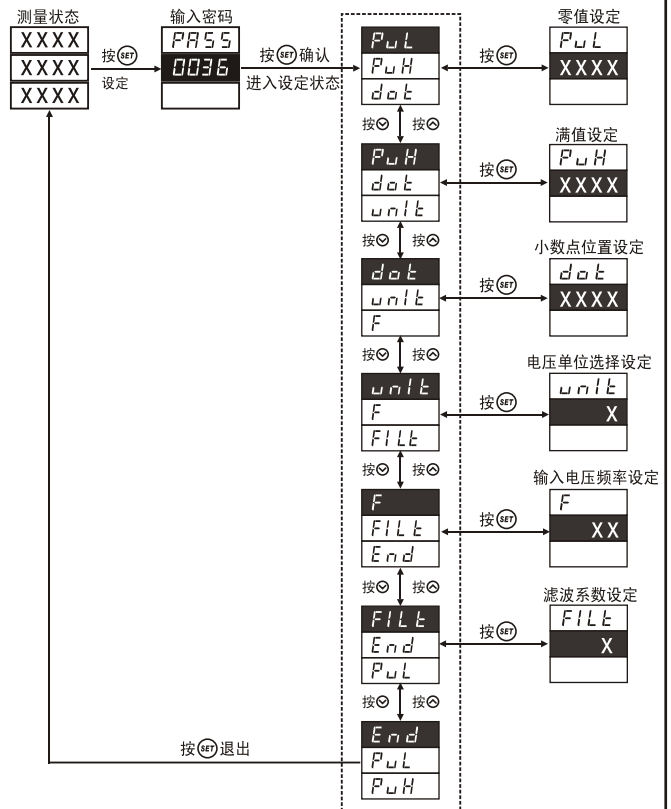 测量状态
XXXX
XXXX
XXXX
按SET
设定
输入密码
PASS
0036
按SET确认
进入设定状态
PuL
PuH
dot
按SET
零值设定
PuL
XXXX
按 按
PuH
dot
unIt
按SET
满值设定
PuH
XXXX
按 按
dot
unIt
F
按SET
小数点位置设定
dot
XXXX
按 按
unIt
F
FILt
按SET
电压单位选择设定
unIt
X
按 按
F
FILt
End
按SET
输入电压频率设定
F
XX
按 按
FILt
End
PuL
按SET
滤波系数设定
FILt
X
按 按
End
PuL
PuH
按SET退出